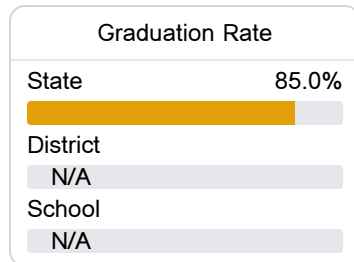 Graduation Rate
State 85.0%
District
N/A
School
N/A